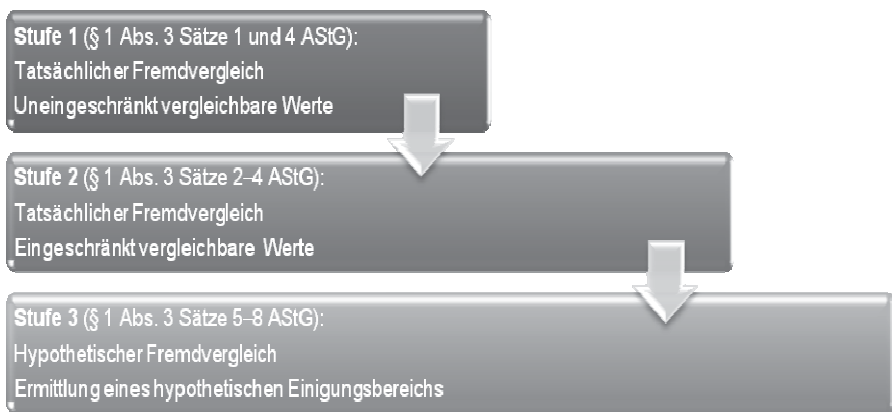 Stufe 1 (§ 1 Abs. 3 Sätze 1 und 4 AStG):
Tatsächlicher Fremdvergleich
Uneingeschränkt vergleichbare Werte
Stufe 2 (§ 1 Abs. 3 Sätze 2–4 AStG):
Tatsächlicher Fremdvergleich
Eingeschränkt vergleichbare Werte
Stufe 3 (§ 1 Abs. 3 Sätze 5–8 AStG):
Hypothetischer Fremdvergleich
Ermittlung eines hypothetischen Einigungsbereichs